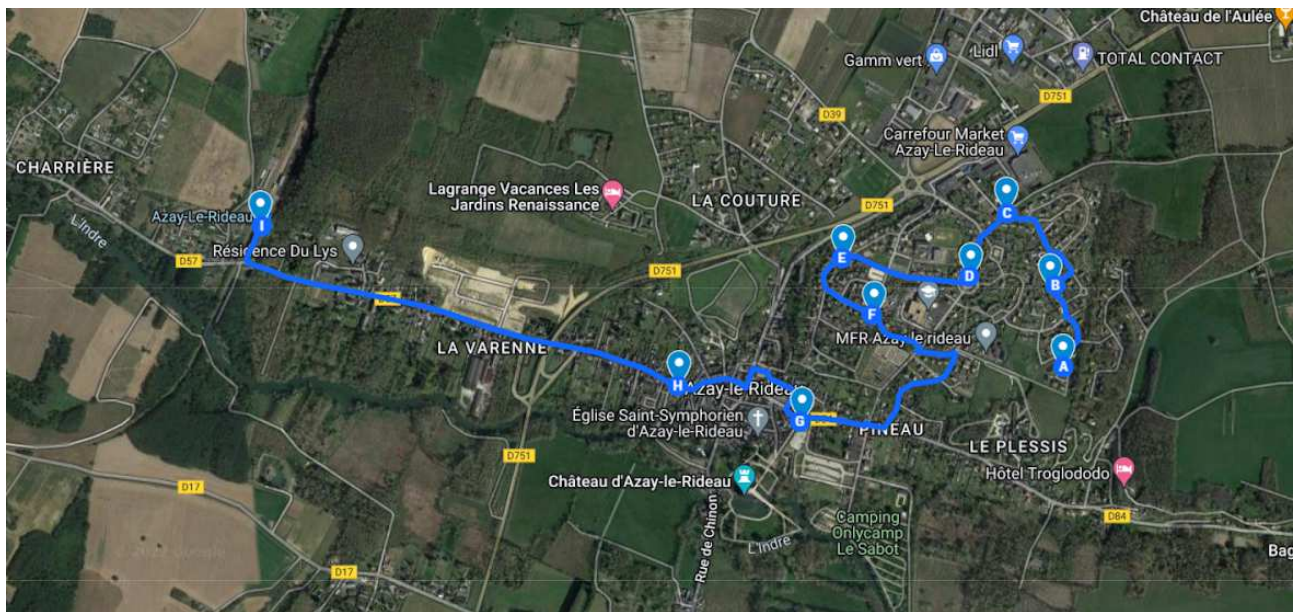 Château de l'Aulée
Gamm vert
Lidl
TOTAL CONTACT
D751
D39
Carrefour Market
Azay-Le-Rideau
CHARRIÈRE
Lagrange Vacances Les
Jardins Renaissance
LA COUTURE
D751
C
Azay-Le-Rideau
I
L'Indre
Résidence Du Lys
D57
E
D
B
D751
F
MFR Azay le rideau
LA VARENNE
A
H
Azay-le Rideau
G
Église Saint-Symphorien
d'Azay-le-Rideau
PINEAU
LE PLESSIS
D751
Château d'Azay-le-Rideau
Hôtel Troglododo
D17
D84
Rue de Chinon
L'Indre
Camping
Onlycamp
Le Sabot
Bag
D17